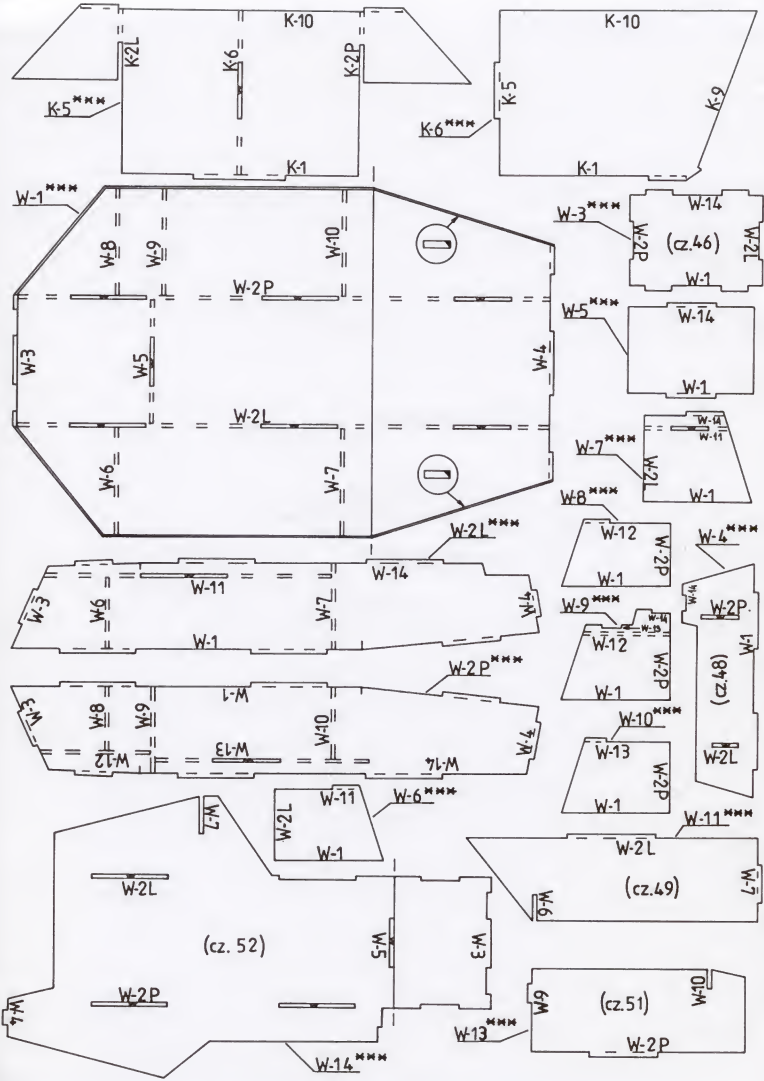 K-10
K-2L
K-6
K-2P
K-5***
K-1
K-10
K-5
K-9
K-6***
K-1
W-1***
W-8
W-9
W-10
W-2P
W-3
W-5
W-4
W-2L
W-6
W-7
W-14
W-3***
W-2P
(cz.46)
W-2L
W-1
W-5***
W-14
W-1
W-14
W-11
W-7***
W-2L
W-1
W-8***
W-12
W-2P
W-1
W-4***
W-14
W-2P
W-1
(cz.48)
W-2L
W-9***
W-14
W-13
W-12
W-2P
W-1
W-10***
W-13
W-2P
W-1
W-2L***
W-14
W-11
W-3
W-6
W-7
W-4
W-1
W-2P***
W-1
W-3
W-8
W-9
W-10
W-4
W-13
W-12
W-14
W-11
W-6***
W-2L
W-1
W-11***
W-2L
(cz.49)
W-7
W-6
W-7
W-2L
(cz. 52)
W-5
W-3
W-2P
W-4
W-14***
W-9
(cz.51)
W-10
W-13***
W-2P